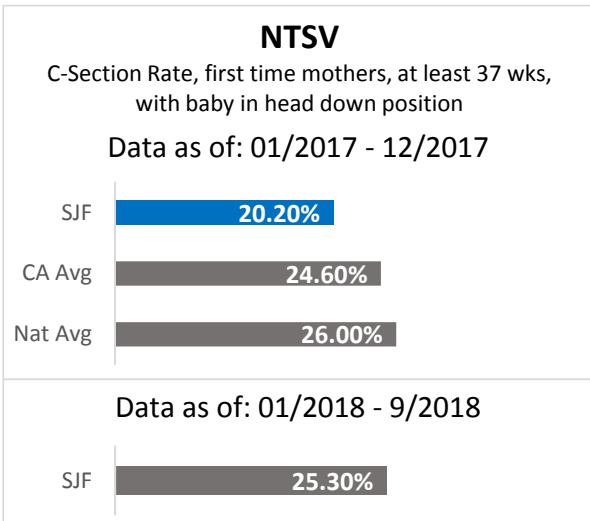 NTSV
C-Section Rate, first time mothers, at least 37 wks,
with baby in head down position
Data as of: 01/2017 - 12/2017
SJF 20.20%
CA Avg 24.60%
Nat Avg 26.00%
Data as of: 01/2018 - 9/2018
SJF 25.30%